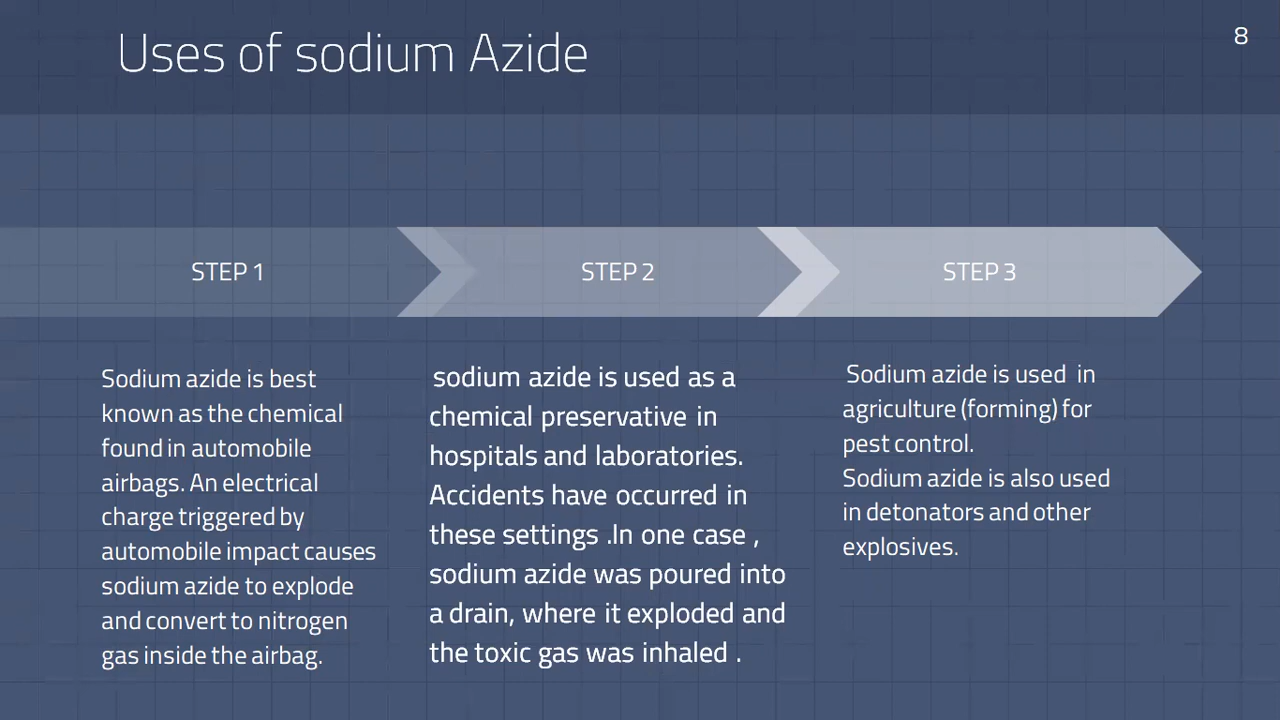 Uses of sodium Azide
8
STEP 1
STEP 2
STEP 3
Sodium azide is best
known as the chemical
found in automobile
airbags. An electrical
charge triggered by
automobile impact causes
sodium azide to explode
and convert to nitrogen
gas inside the airbag.
sodium azide is used as a
chemical preservative in
hospitals and laboratories.
Accidents have occurred in
these settings .In one case ,
sodium azide was poured into
a drain, where it exploded and
the toxic gas was inhaled .
Sodium azide is used  in
agriculture (forming) for
pest control.
Sodium azide is also used
in detonators and other
explosives.